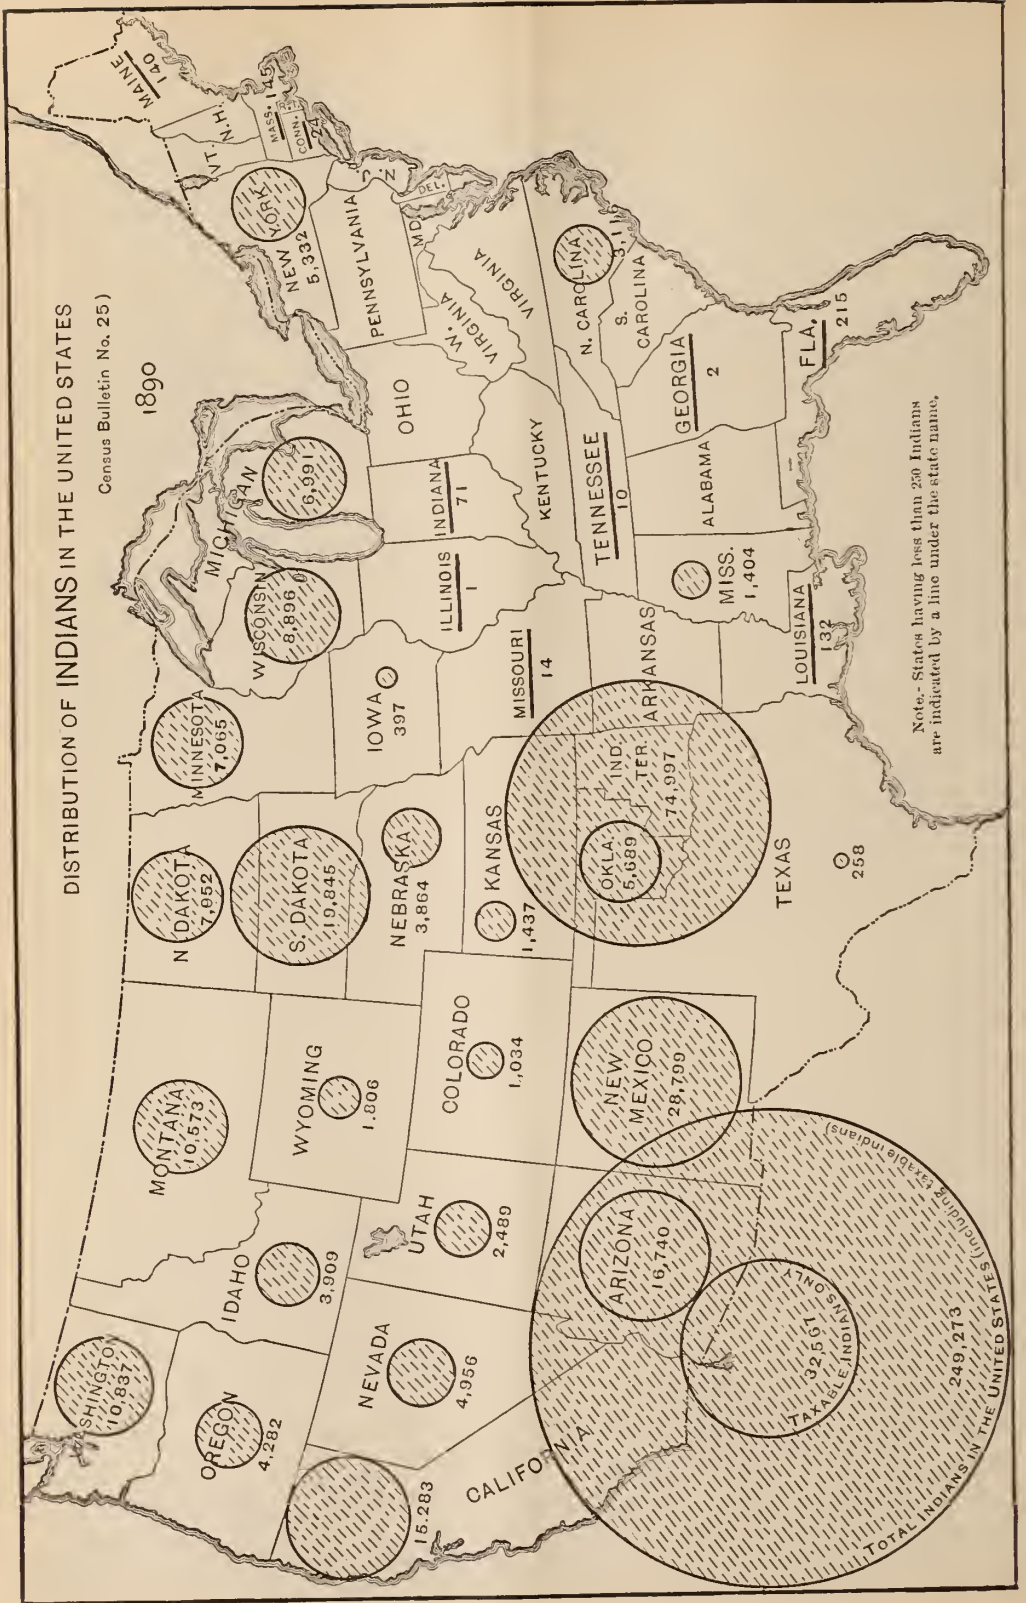 DISTRIBUTION OF INDIANS IN THE UNITED STATES
Census Bulletin No. 25)
1890
SHINGTON
10,837
OREGON
4,282
CALIFORNIA
15.283
NEVADA
4,956
IDAHO
3,909
MONTANA
10,573
WYOMING
1,806
UTAH
2,489
COLORADO
1,034
ARIZONA
16,740
NEW
MEXICO
28,799
N DAKOTA
S. DAKOTA
19,845
NEBRASKA
3,864
KANSAS
1,437
OKLA.
5,689
IND.
TER.
74,997
TEXAS
258
MINNESOTA
7,065
IOWA
397
MISSOURI
14
ARKANSAS
LOUISIANA
132
WISCONSIN
8,896
MICHIGAN
6,991
ILLINOIS
1
INDIANA
71
OHIO
KENTUCKY
TENNESSEE
10
MISS.
1,404
ALABAMA
GEORGIA
2
FLA.
215
S.
CAROLINA
N. CAROLINA
VIRGINIA
W.
VIRGINIA
MD.
DEL.
N.J.
PENNSYLVANIA
NEW
YORK
5,332
VT.
N.H.
MAINE
140
MASS. 145
CONN.
24
32,567
TAXABLE INDIANS ONLY
249,273
TOTAL INDIANS IN THE UNITED STATES (including taxable indians)
Note.- States having less than 250 Indians
are indicated by a line under the state name.